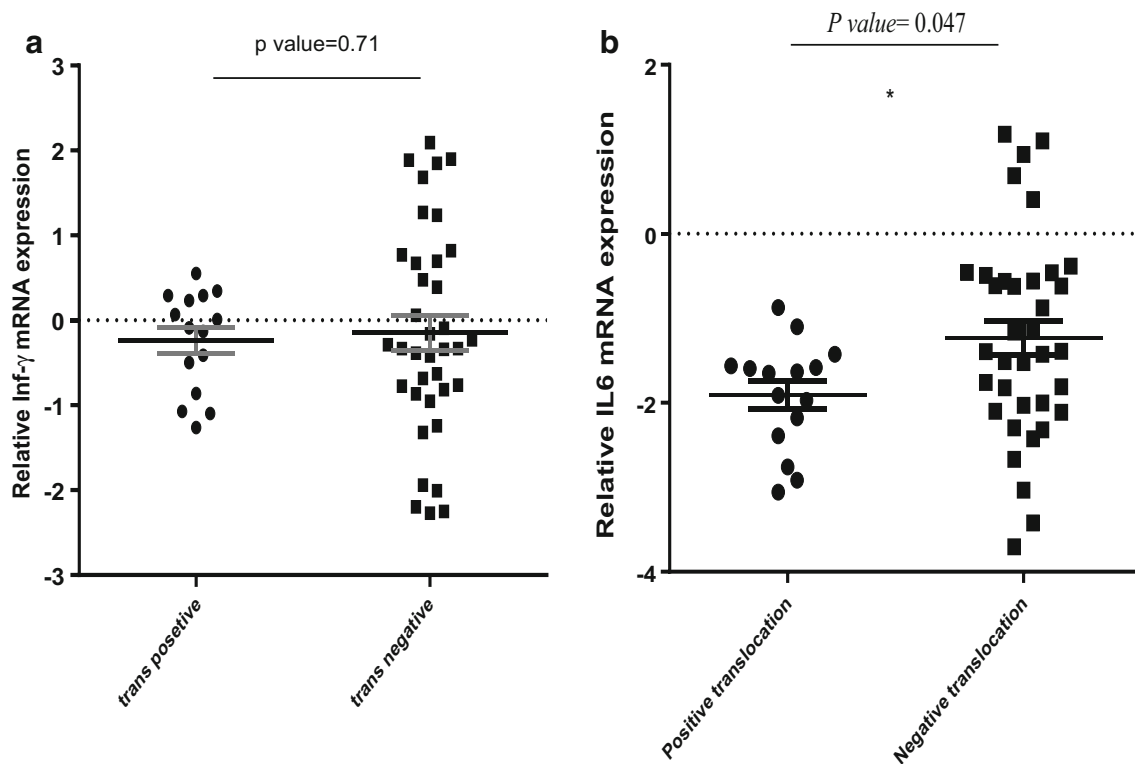 a
p value=0.71
Relative Inf-γ mRNA expression
3
2
1
0
-1
-2
-3
trans posetive
trans negative
b
P value= 0.047
*
Relative IL6 mRNA expression
2
0
-2
-4
Positive translocation
Negative translocation